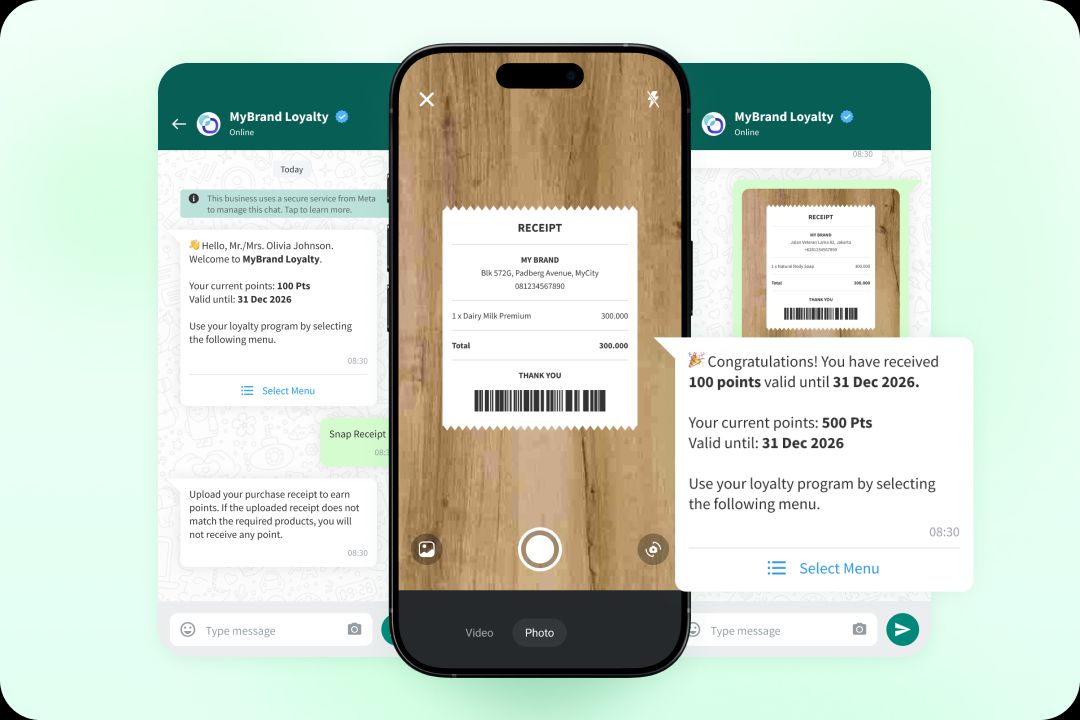 MyBrand Loyalty
Online
Today
This business uses a secure service from Meta
to manage this chat. Tap to learn more.
👋Hello, Mr./Mrs. Olivia Johnson.
Welcome to MyBrand Loyalty.
Your current points: 100 Pts
Valid until: 31 Dec 2026
Use your loyalty program by selecting
the following menu.
08:30
Select Menu
Snap Receipt
08:3
Upload your purchase receipt to earn
points. If the uploaded receipt does not
match the required products, you will
not receive any point.
08:30
Type message
RECEIPT
MY BRAND
Blk 572G, Padberg Avenue, MyCity
081234567890
1 x Dairy Milk Premium 300.000
Total 300.000
THANK YOU
Video Photo
MyBrand Loyalty
Online
08:30
RECEIPT
MY BRAND
Jalan Veteran Lama 62, Jakarta
+6281234567890
1 x Natural Body Soap 300.000
Total 300.000
THANK YOU
🎉 Congratulations! You have received
100 points valid until 31 Dec 2026.
Your current points: 500 Pts
Valid until: 31 Dec 2026
Use your loyalty program by selecting
the following menu.
08:30
Select Menu
Type message